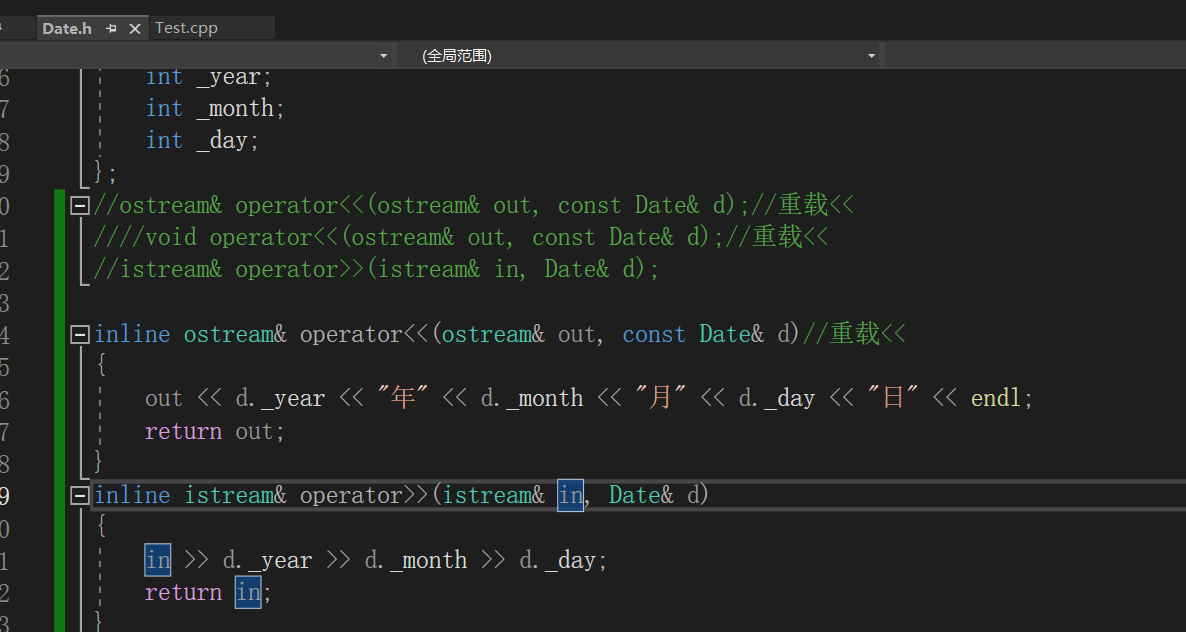 Date.h Test.cpp
(全局范围)
6 int _year;
7 int _month;
8 int _day;
9 };
0 //ostream& operator<<(ostream& out, const Date& d);//重载<<
1 ////void operator<<(ostream& out, const Date& d);//重载<<
2 //istream& operator>>(istream& in, Date& d);
3
4 inline ostream& operator<<(ostream& out, const Date& d)//重载<<
5 {
6 out << d._year << "年" << d._month << "月" << d._day << "日" << endl;
7 return out;
8 }
9 inline istream& operator>>(istream& in, Date& d)
0 {
1 in >> d._year >> d._month >> d._day;
2 return in;
3 }